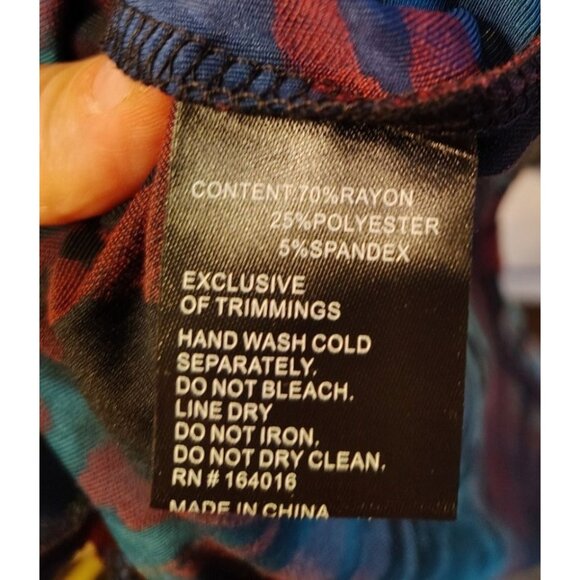 CONTENT 70%RAYON
25%POLYESTER
5%SPANDEX
EXCLUSIVE
OF TRIMMINGS
HAND WASH COLD
SEPARATELY.
DO NOT BLEACH.
LINE DRY
DO NOT IRON.
DO NOT DRY CLEAN.
RN # 164016
MADE IN CHINA